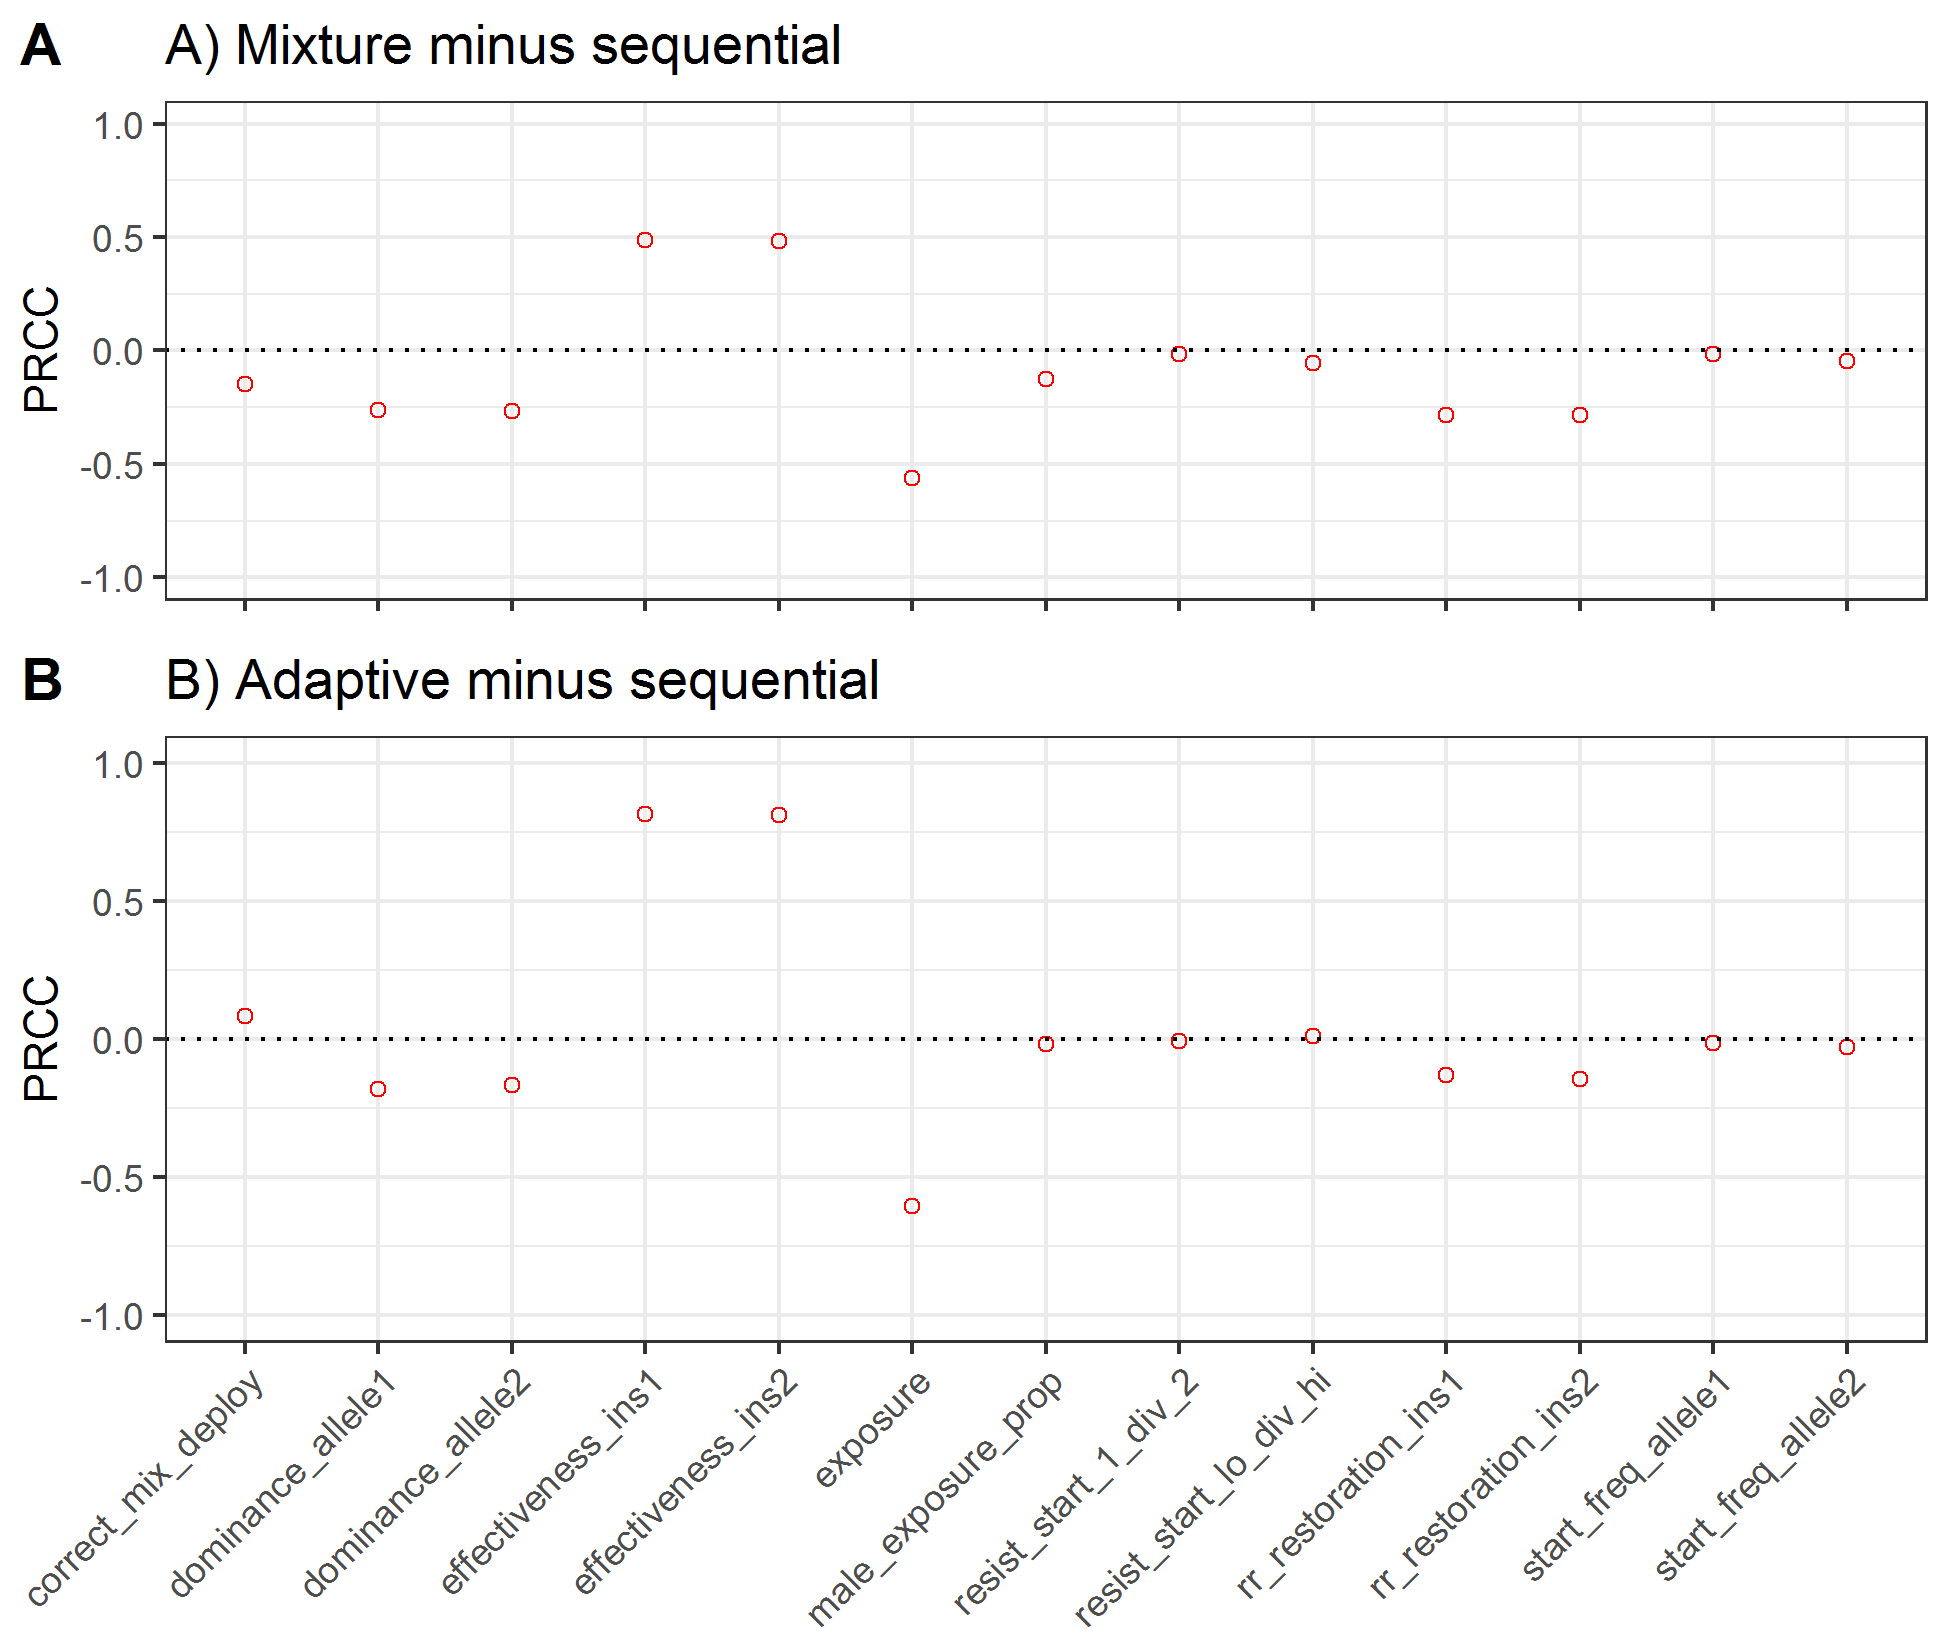 A A) Mixture minus sequential
1.0
0.5
0.0
-0.5
-1.0
PRCC
B B) Adaptive minus sequential
1.0
0.5
0.0
-0.5
-1.0
PRCC
correct_mix_deploy
dominance_allele1
dominance_allele2
effectiveness_ins1
effectiveness_ins2
exposure
male_exposure_prop
resist_start_1_div_2
resist_start_lo_div_hi
rr_restoration_ins1
rr_restoration_ins2
start_freq_allele1
start_freq_allele2